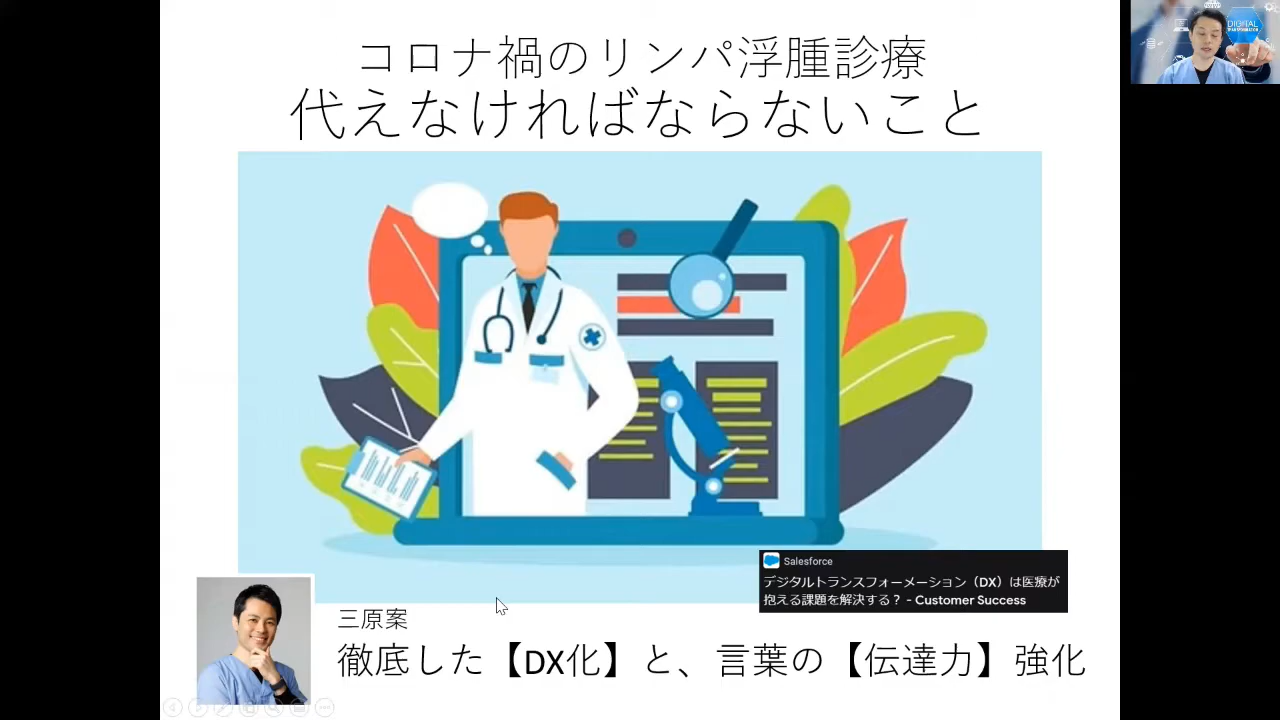 コロナ禍のリンパ浮腫診療
代えなければならないこと
DIGITAL
TRANSFORMATION
Salesforce
デジタルトランスフォーメーション（DX）は医療が
抱える課題を解決する？ - Customer Success
三原案
徹底した【DX化】と、言葉の【伝達力】強化